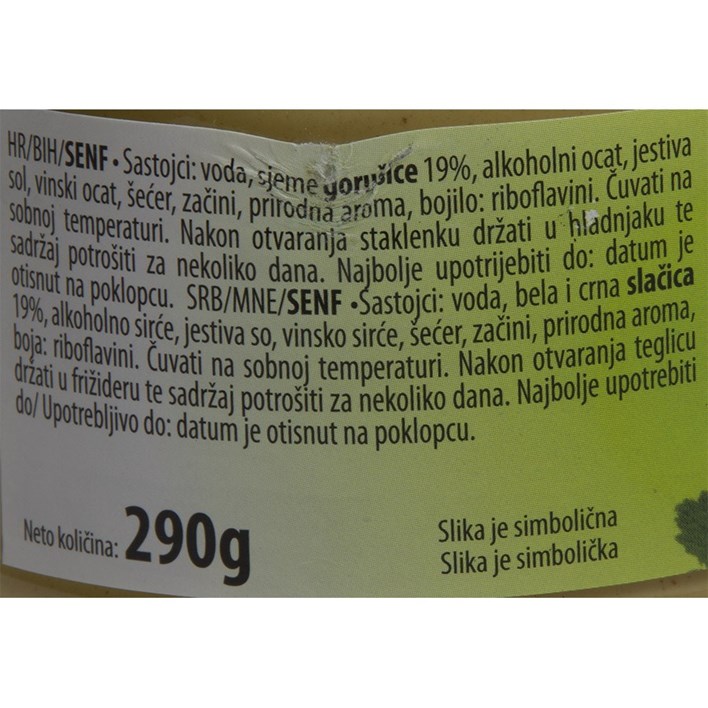 HR/BIH/SENF • Sastojci: voda, sjeme gorušice 19%, alkoholni ocat, jestiva
sol, vinski ocat, šećer, začini, prirodna aroma, bojilo: riboflavini. Čuvati na
sobnoj temperaturi. Nakon otvaranja staklenku držati u hladnjaku te
sadržaj potrošiti za nekoliko dana. Najbolje upotrijebiti do: datum je
otisnut na poklopcu. SRB/MNE/SENF •Sastojci: voda, bela i crna slačica
19%, alkoholno sirće, jestiva so, vinsko sirće, šećer, začini, prirodna aroma,
boja: riboflavini. Čuvati na sobnoj temperaturi. Nakon otvaranja teglicu
držati u frižideru te sadržaj potrošiti za nekoliko dana. Najbolje upotrebiti
do/ Upotrebljivo do: datum je otisnut na poklopcu.
Neto količina: 290g
Slika je simbolična
Slika je simbolička